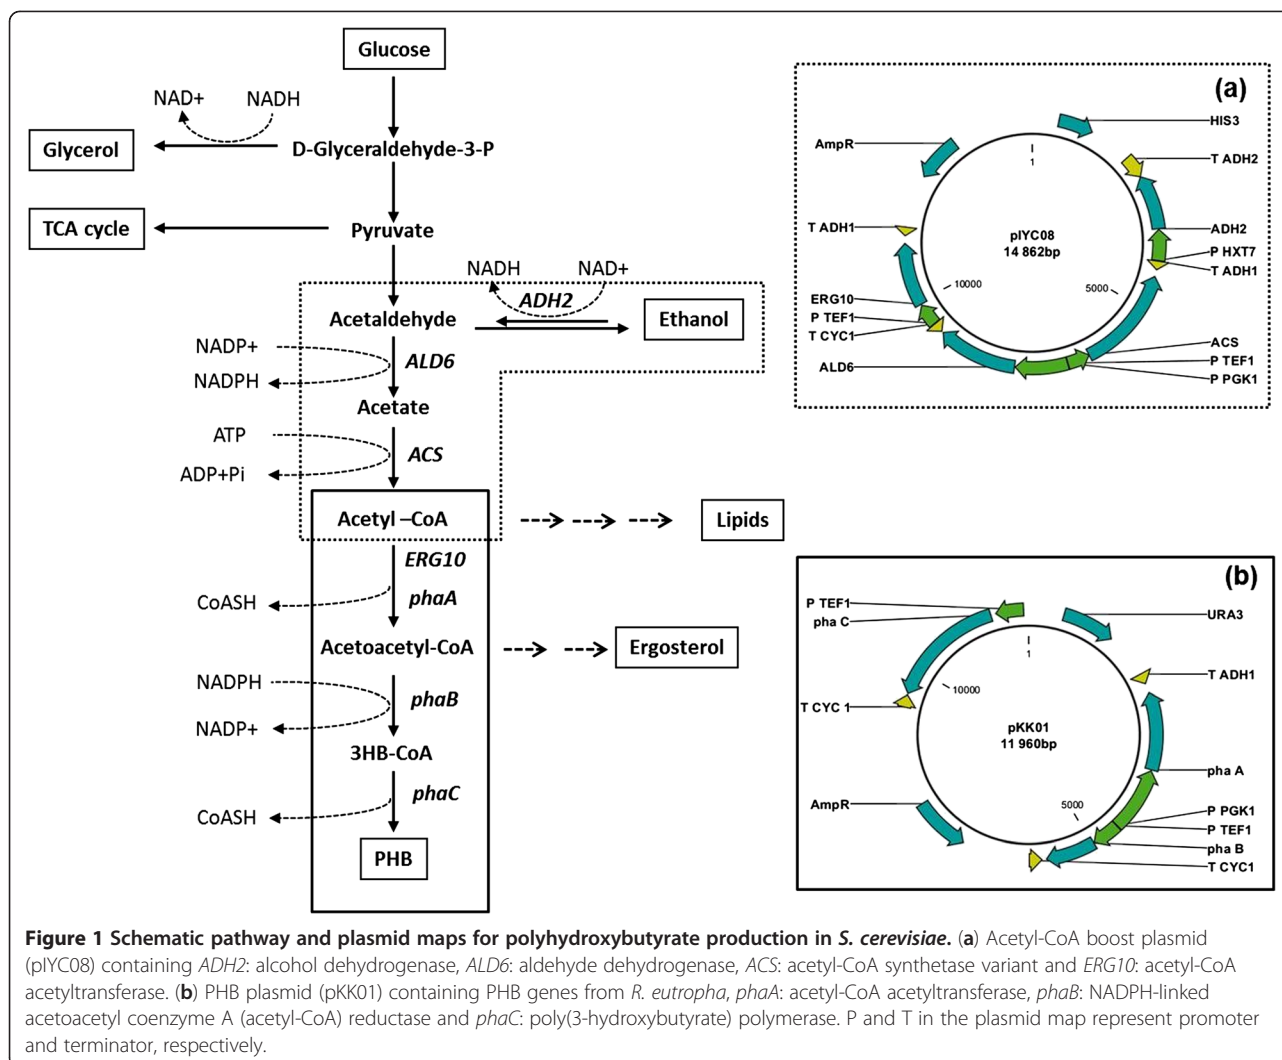 Glucose
NAD+ NADH
Glycerol
D-Glyceraldehyde-3-P
TCA cycle
Pyruvate
NADH NAD+
ADH2
Acetaldehyde
Ethanol
NADP+
ALD6
NADPH
Acetate
ATP
ACS
ADP+Pi
Acetyl –CoA
Lipids
ERG10
CoASH
phaA
Acetoacetyl-CoA
Ergosterol
NADPH
phaB
NADP+
3HB-CoA
phaC
CoASH
PHB
(a)
HIS3
AmpR
1
T ADH2
T ADH1
pIYC08
14 862bp
ADH2
P HXT7
T ADH1
10000
5000
ERG10
P TEF1
T CYC1
ALD6
ACS
P TEF1
P PGK1
(b)
P TEF1
pha C
URA3
1
T ADH1
10000
T CYC 1
pKK01
11 960bp
pha A
AmpR
5000
P PGK1
P TEF1
pha B
T CYC1
Figure 1 Schematic pathway and plasmid maps for polyhydroxybutyrate production in S. cerevisiae. (a) Acetyl-CoA boost plasmid
(pIYC08) containing ADH2: alcohol dehydrogenase, ALD6: aldehyde dehydrogenase, ACS: acetyl-CoA synthetase variant and ERG10: acetyl-CoA
acetyltransferase. (b) PHB plasmid (pKK01) containing PHB genes from R. eutropha, phaA: acetyl-CoA acetyltransferase, phaB: NADPH-linked
acetoacetyl coenzyme A (acetyl-CoA) reductase and phaC: poly(3-hydroxybutyrate) polymerase. P and T in the plasmid map represent promoter
and terminator, respectively.